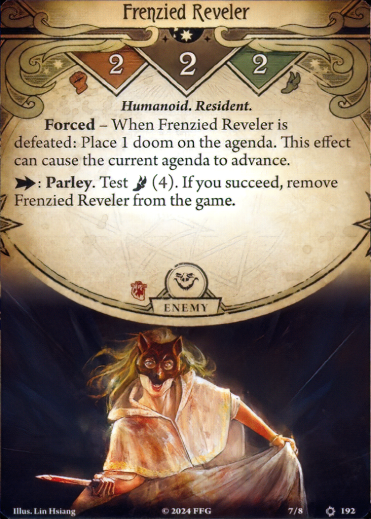 Frenzied Reveler
2 2 2
Humanoid. Resident.
Forced – When Frenzied Reveler is
defeated: Place 1 doom on the agenda. This effect
can cause the current agenda to advance.
: Parley. Test (4). If you succeed, remove
Frenzied Reveler from the game.
ENEMY
Illus. Lin Hsiang © 2024 FFG 7/8 192